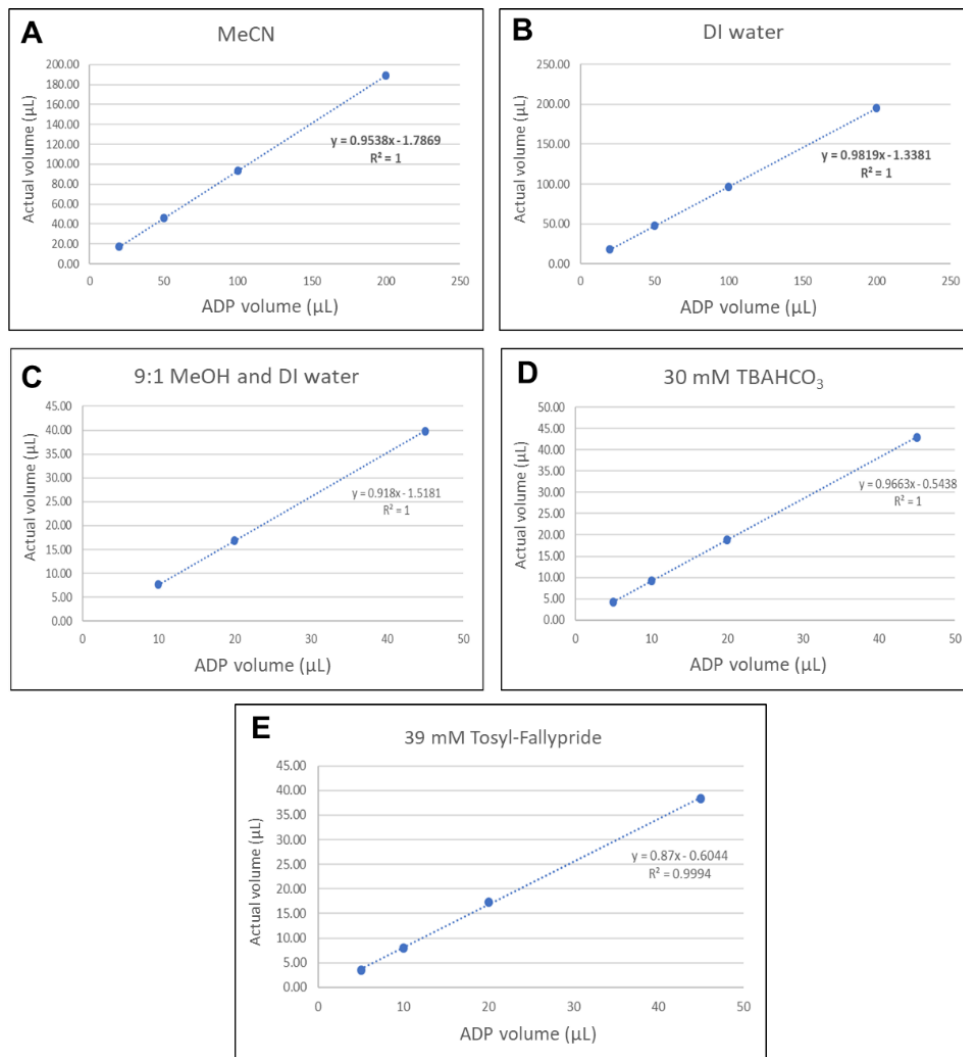 A
MeCN
Actual volume (µL)
200.00
180.00
160.00
140.00
120.00
100.00
80.00
60.00
40.00
20.00
0.00
y = 0.9538x - 1.7869
R² = 1
0 50 100 150 200 250
ADP volume (µL)
B
DI water
Actual volume (µL)
250.00
200.00
150.00
100.00
50.00
0.00
y = 0.9819x - 1.3381
R² = 1
0 50 100 150 200 250
ADP volume (µL)
C
9:1 MeOH and DI water
Actual volume (µL)
45.00
40.00
35.00
30.00
25.00
20.00
15.00
10.00
5.00
0.00
y = 0.918x - 1.5181
R² = 1
0 10 20 30 40 50
ADP volume (µL)
D
30 mM TBAHCO₃
Actual volume (µL)
50.00
45.00
40.00
35.00
30.00
25.00
20.00
15.00
10.00
5.00
0.00
y = 0.9663x - 0.5438
R² = 1
0 10 20 30 40 50
ADP volume (µL)
E
39 mM Tosyl-Fallypride
Actual volume (µL)
45.00
40.00
35.00
30.00
25.00
20.00
15.00
10.00
5.00
0.00
y = 0.87x - 0.6044
R² = 0.9994
0 10 20 30 40 50
ADP volume (µL)